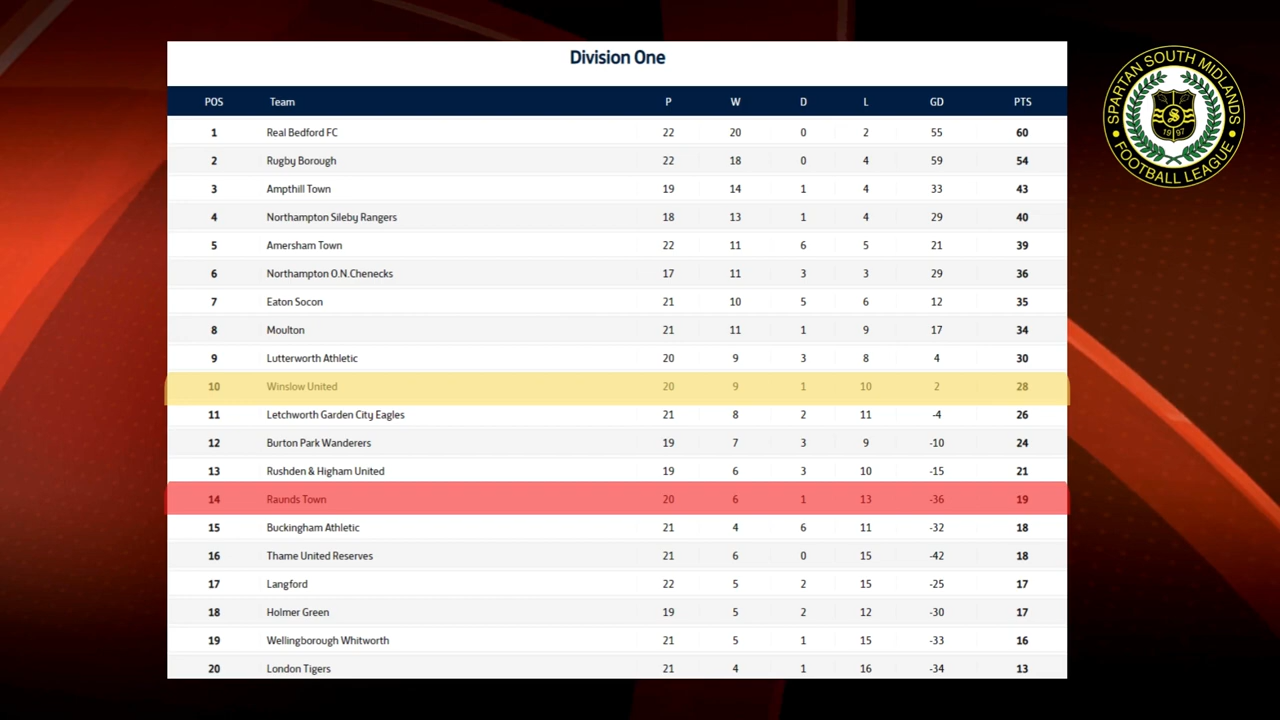 Division One
POS Team P W D L GD PTS
1 Real Bedford FC 22 20 0 2 55 60
2 Rugby Borough 22 18 0 4 59 54
3 Ampthill Town 19 14 1 4 33 43
4 Northampton Sileby Rangers 18 13 1 4 29 40
5 Amersham Town 22 11 6 5 21 39
6 Northampton O.N.Chenecks 17 11 3 3 29 36
7 Eaton Socon 21 10 5 6 12 35
8 Moulton 21 11 1 9 17 34
9 Lutterworth Athletic 20 9 3 8 4 30
10 Winslow United 20 9 1 10 2 28
11 Letchworth Garden City Eagles 21 8 2 11 -4 26
12 Burton Park Wanderers 19 7 3 9 -10 24
13 Rushden & Higham United 19 6 3 10 -15 21
14 Raunds Town 20 6 1 13 -36 19
15 Buckingham Athletic 21 4 6 11 -32 18
16 Thame United Reserves 21 6 0 15 -42 18
17 Langford 22 5 2 15 -25 17
18 Holmer Green 19 5 2 12 -30 17
19 Wellingborough Whitworth 21 5 1 15 -33 16
20 London Tigers 21 4 1 16 -34 13
SPARTAN SOUTH MIDLANDS
S
1997
FOOTBALL LEAGUE